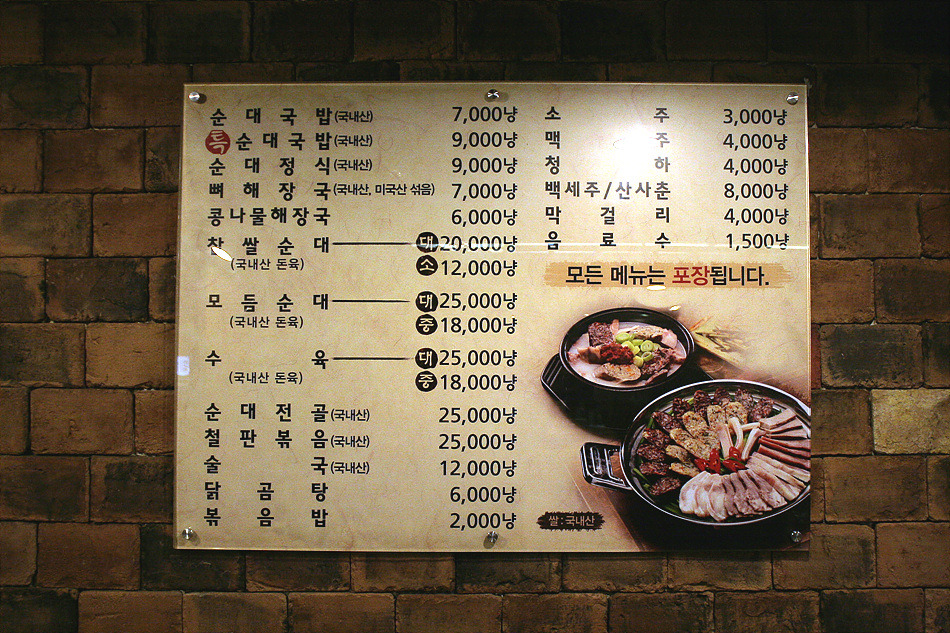 순대국밥(국내산) 7,000냥
특순대국밥(국내산) 9,000냥
순대정식(국내산) 9,000냥
뼈해장국(국내산, 미국산 섞음) 7,000냥
콩나물해장국 6,000냥
찬쌀순대 대 20,000냥
(국내산 돈육) 소 12,000냥
모듬순대 대 25,000냥
(국내산 돈육) 중 18,000냥
수육 대 25,000냥
(국내산 돈육) 중 18,000냥
순대전골(국내산) 25,000냥
철판볶음(국내산) 25,000냥
술국(국내산) 12,000냥
닭곰탕 6,000냥
볶음밥 2,000냥
소주 3,000냥
맥주 4,000냥
청하 4,000냥
백세주/산사춘 8,000냥
막걸리 4,000냥
음료수 1,500냥
모든 메뉴는 포장됩니다.
쌀:국내산